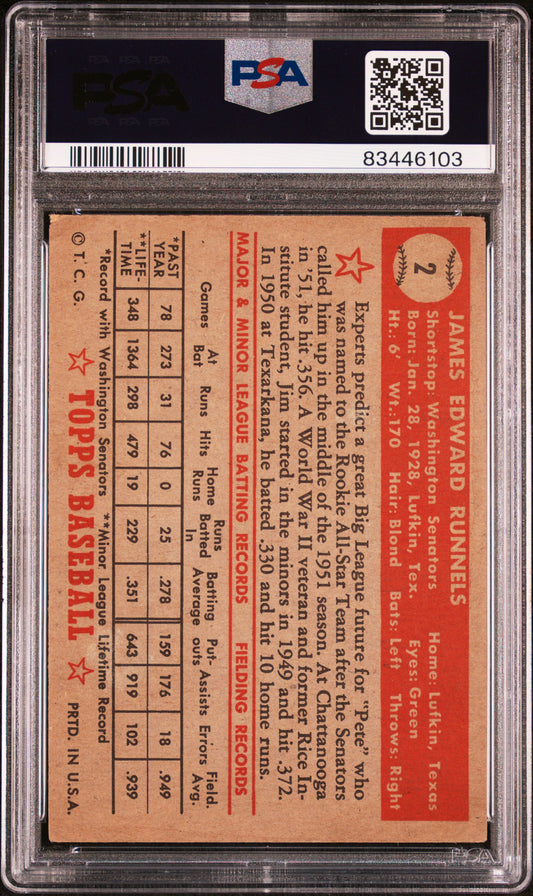 PSA
PSA
83446103
2
JAMES EDWARD RUNNELS
Shortstop: Washington Senators Home: Lufkin, Texas
Born: Jan. 28, 1928, Lufkin, Tex. Eyes: Green
Ht.: 6' Wt.: 170 Hair: Blond Bats: Left Throws: Right
Experts predict a great Big League future for "Pete" who
was named to the Rookie All-Star Team after the Senators
called him up in the middle of the 1951 season. At Chattanooga
in '51, he hit .356. A World War II veteran and former Rice In-
stitute student, Jim started in the minors in 1949 and hit .372.
In 1950 at Texarkana, he batted .330 and hit 10 home runs.
MAJOR & MINOR LEAGUE BATTING RECORDS FIELDING RECORDS
Games At Bat Runs Hits Home Runs Runs Batted In Batting Average Put-outs Assists Errors Field. Avg.
*PAST YEAR 78 273 31 76 0 25 .278 159 176 18 .949
**LIFE-TIME 348 1364 298 479 19 229 .351 643 919 102 .939
*Record with Washington Senators **Minor League Lifetime Record
© T. C. G. TOPPS BASEBALL PRTD. IN U.S.A.
PSA